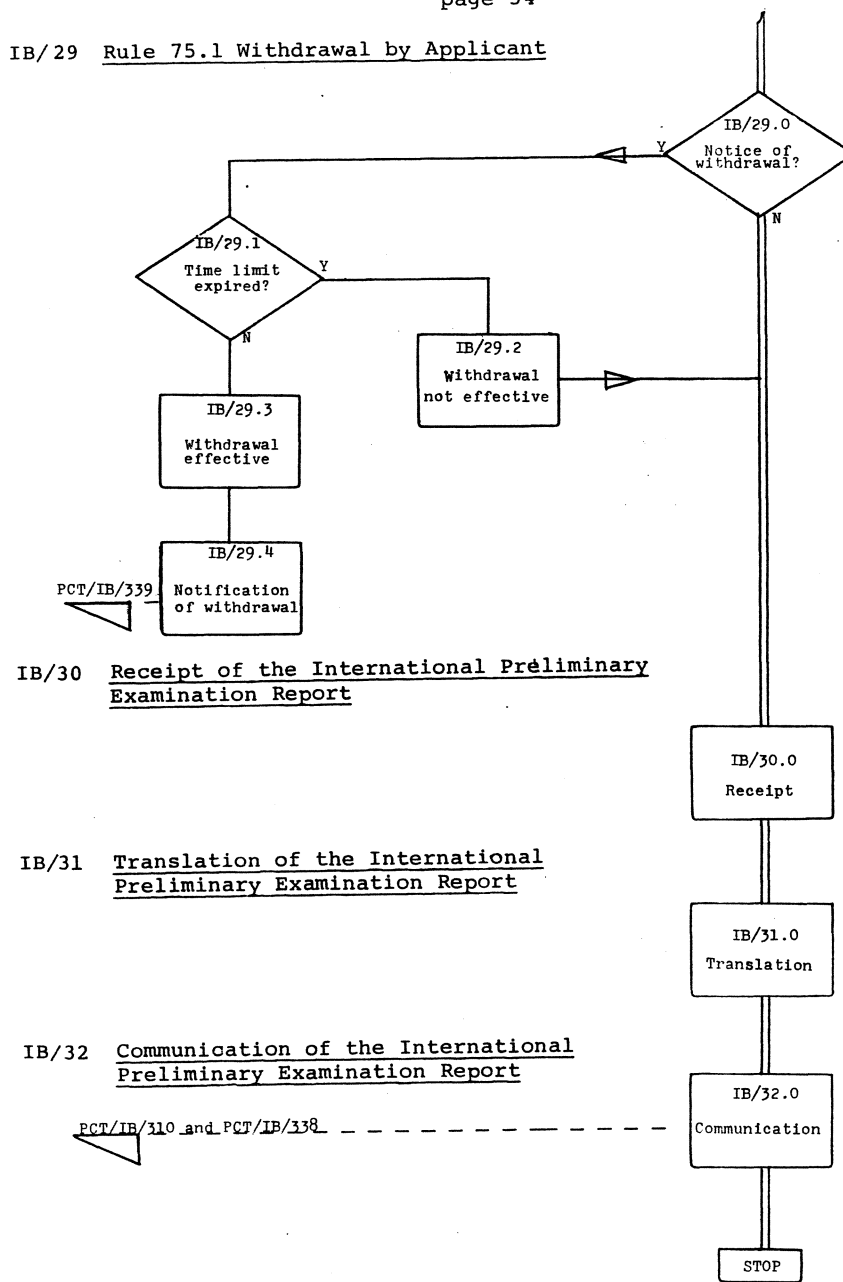 page 34
IB/29 Rule 75.1 Withdrawal by Applicant
IB/29.0
Notice of
withdrawal?
Y
N
IB/29.1
Time limit
expired?
Y
N
IB/29.2
Withdrawal
not effective
IB/29.3
Withdrawal
effective
IB/29.4
Notification
of withdrawal
PCT/IB/339
IB/30 Receipt of the International Preliminary
Examination Report
IB/30.0
Receipt
IB/31 Translation of the International
Preliminary Examination Report
IB/31.0
Translation
IB/32 Communication of the International
Preliminary Examination Report
IB/32.0
Communication
PCT/IB/310 and PCT/IB/338
STOP